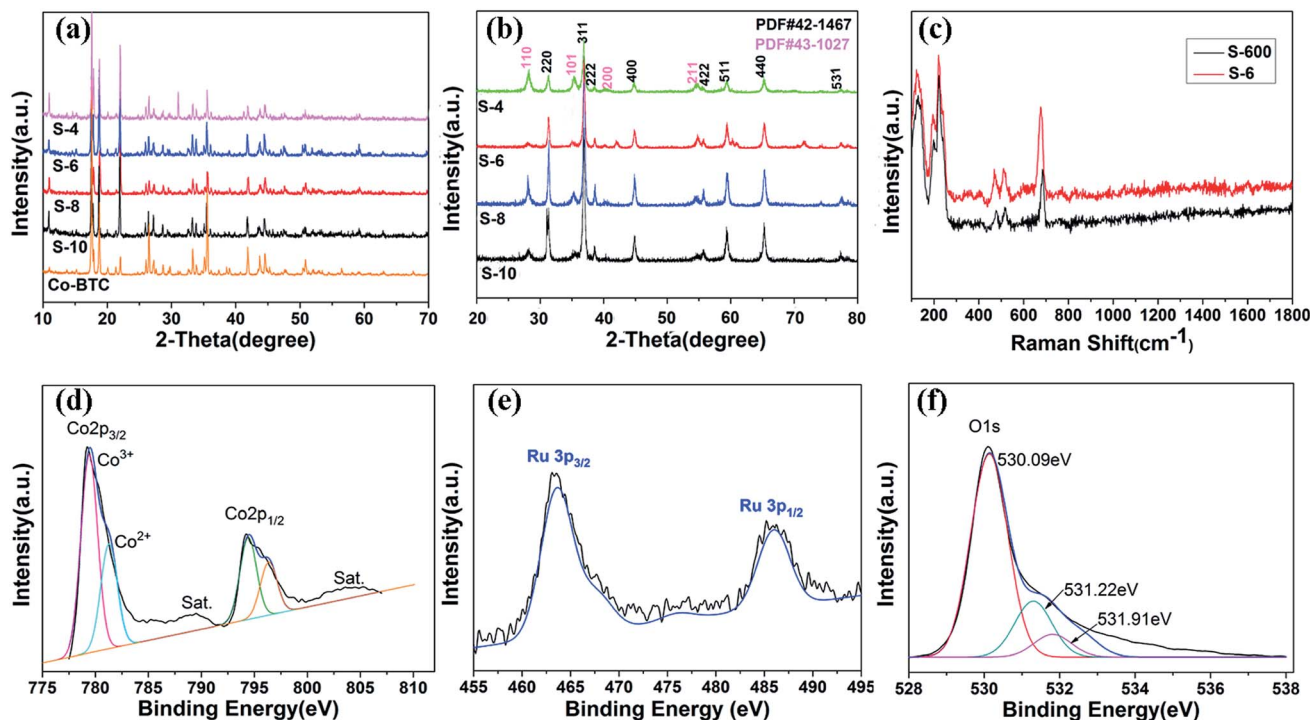 (a)
Intensity(a.u.)
S-4
S-6
S-8
S-10
Co-BTC
10 20 30 40 50 60 70
2-Theta(degree)
(b)
PDF#42-1467
PDF#43-1027
Intensity(a.u.)
110 220 101 311 222 200 400 211 422 511 440 531
S-4
S-6
S-8
S-10
20 30 40 50 60 70 80
2-Theta(degree)
(c)
S-600
S-6
Intensity(a.u.)
200 400 600 800 1000 1200 1400 1600 1800
Raman Shift(cm-1)
(d)
Co2p3/2
Co3+
Co2+
Sat.
Co2p1/2
Sat.
Intensity(a.u.)
775 780 785 790 795 800 805 810
Binding Energy(eV)
(e)
Ru 3p3/2
Ru 3p1/2
Intensity(a.u.)
455 460 465 470 475 480 485 490 495
Binding Energy (eV)
(f)
O1s
530.09eV
531.22eV
531.91eV
Intensity(a.u.)
528 530 532 534 536 538
Binding Energy(eV)